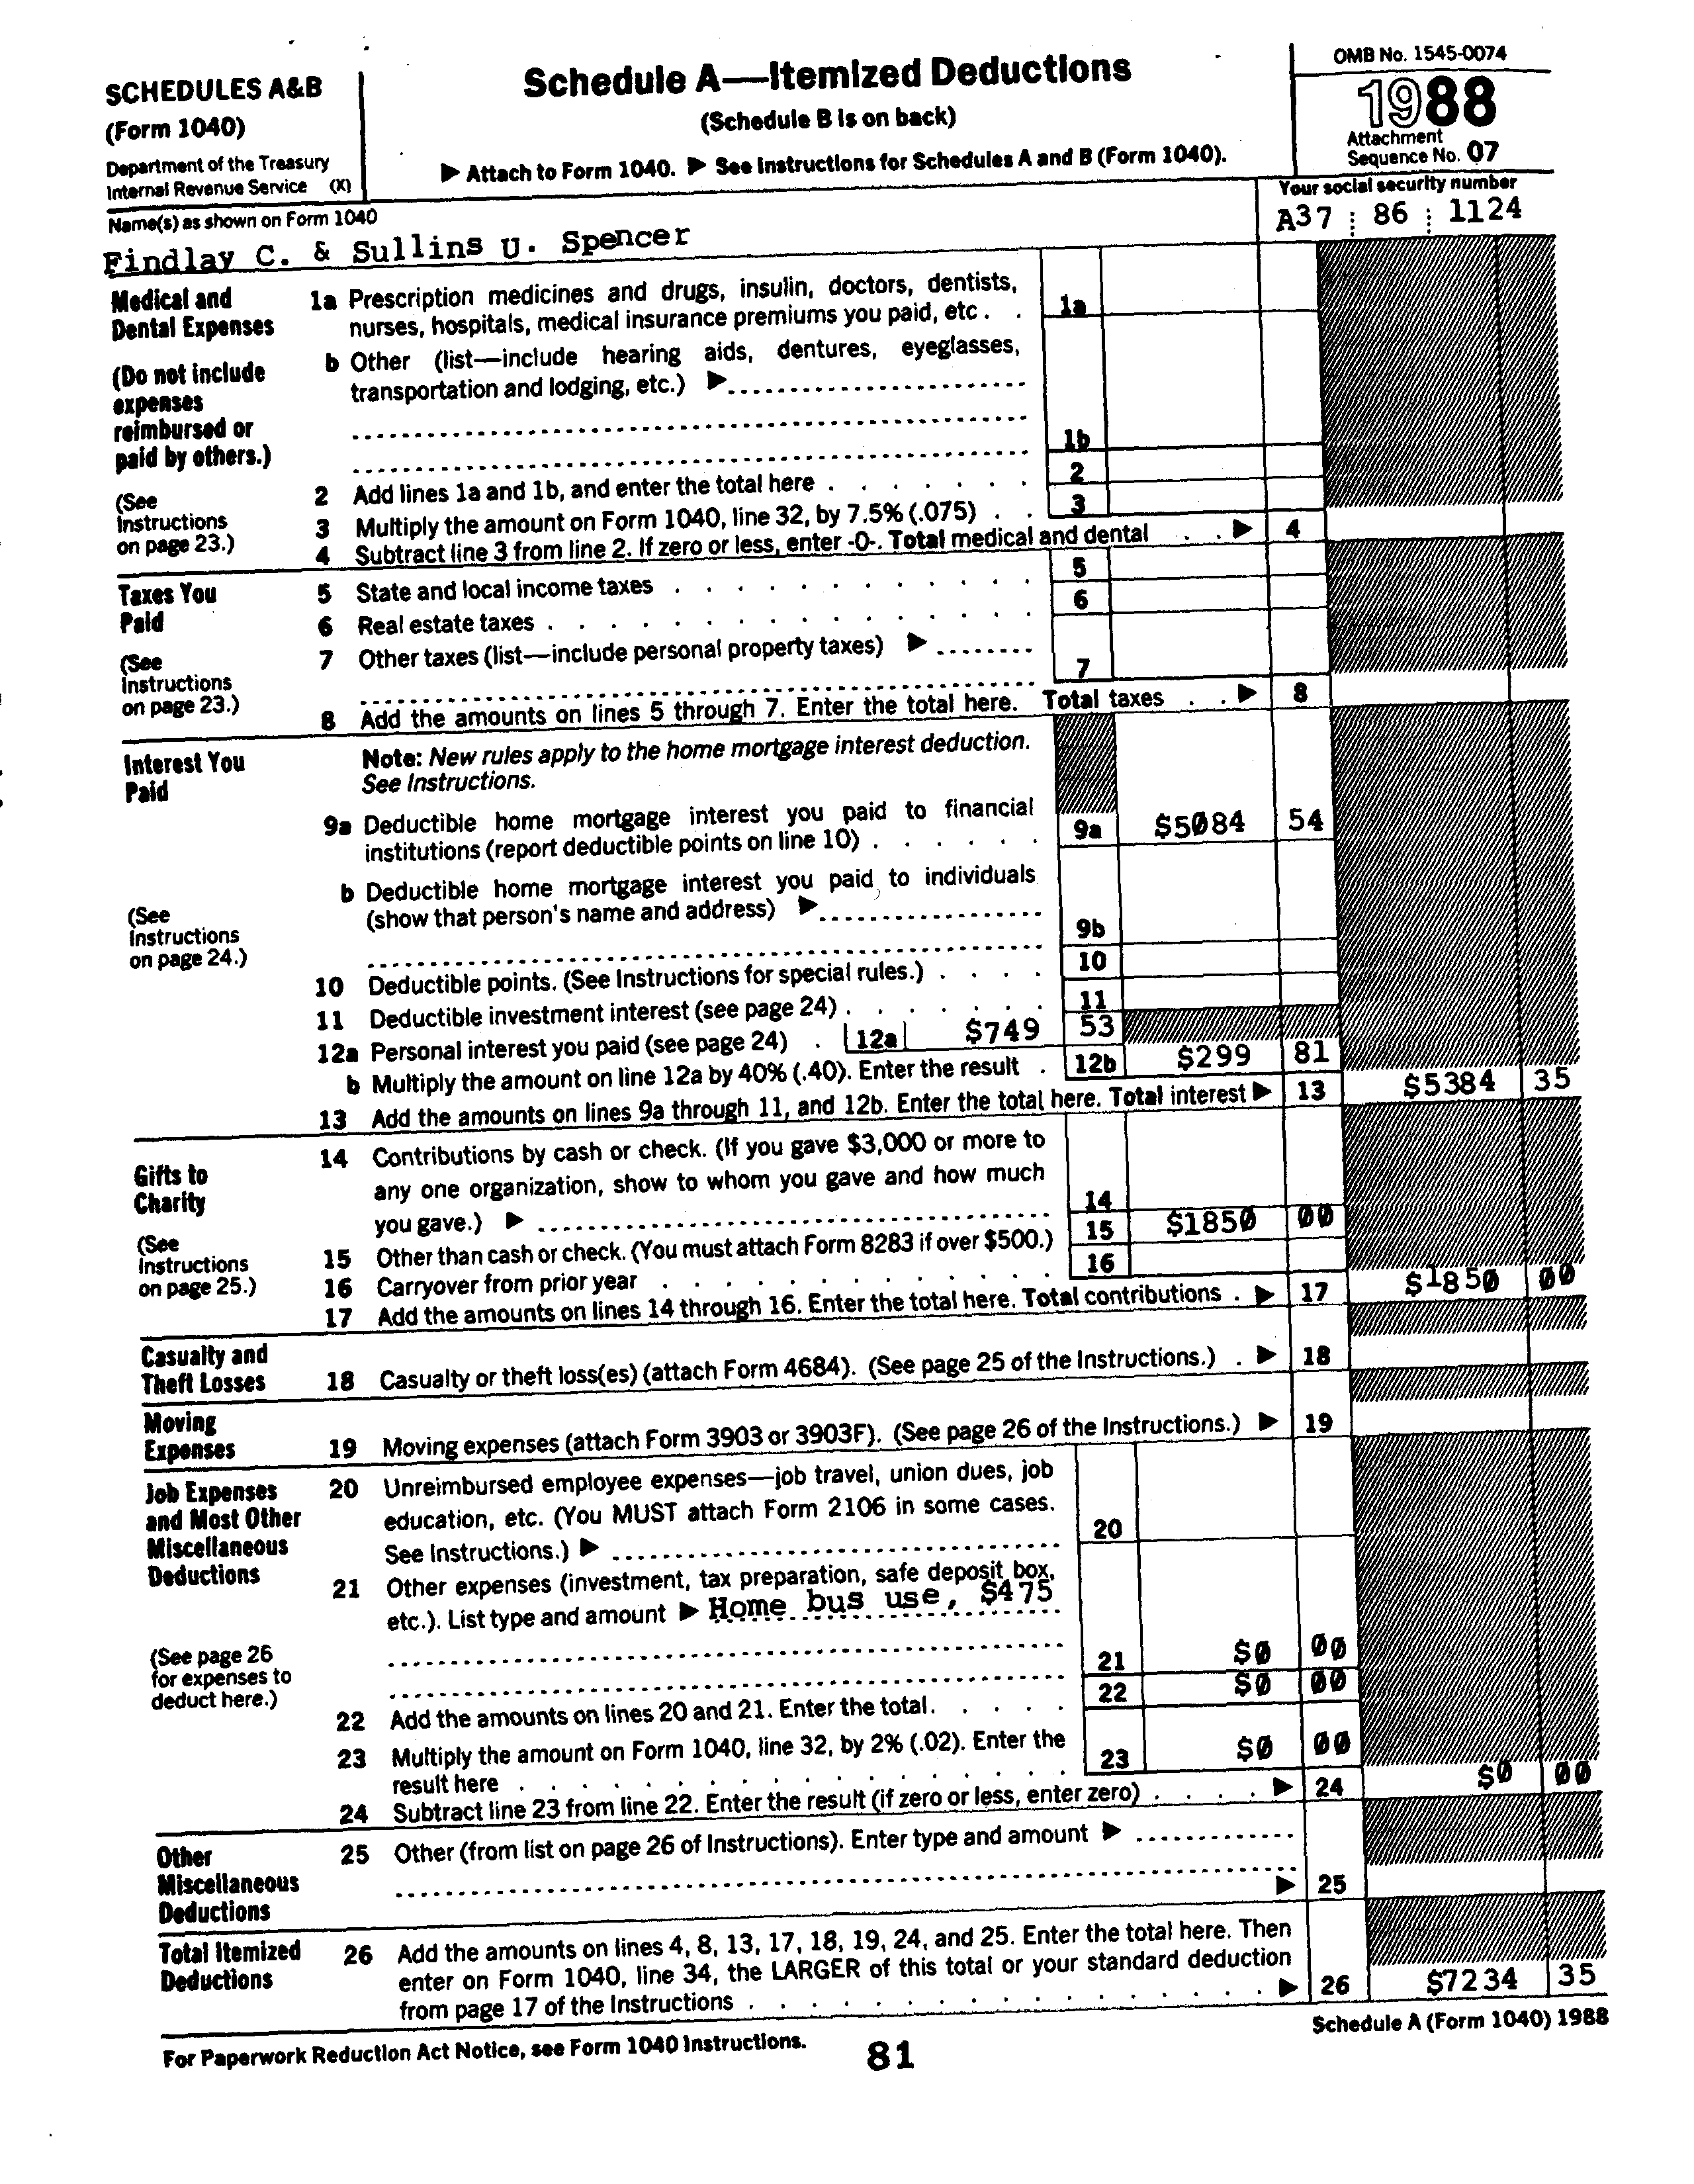 SCHEDULES A&B
(Form 1040)
Department of the Treasury
Internal Revenue Service (X)
Schedule A—Itemized Deductions
(Schedule B is on back)
▶ Attach to Form 1040. ▶ See Instructions for Schedules A and B (Form 1040).
OMB No. 1545-0074
1988
Attachment
Sequence No. 07
Name(s) as shown on Form 1040
Findlay C. & Sullins U. Spencer
Your social security number
A37 86 1124
Medical and
Dental Expenses
(Do not include
expenses
reimbursed or
paid by others.)
(See
Instructions
on page 23.)
1a Prescription medicines and drugs, insulin, doctors, dentists,
nurses, hospitals, medical insurance premiums you paid, etc . . 1a
b Other (list—include hearing aids, dentures, eyeglasses,
transportation and lodging, etc.) ▶
1b
2 Add lines 1a and 1b, and enter the total here 2
3 Multiply the amount on Form 1040, line 32, by 7.5% (.075) . . 3
4 Subtract line 3 from line 2. If zero or less, enter -0-. Total medical and dental . . ▶ 4
Taxes You
Paid
(See
Instructions
on page 23.)
5 State and local income taxes 5
6 Real estate taxes 6
7 Other taxes (list—include personal property taxes) ▶
7
8 Add the amounts on lines 5 through 7. Enter the total here. Total taxes . . ▶ 8
Interest You
Paid
(See
Instructions
on page 24.)
Note: New rules apply to the home mortgage interest deduction.
See Instructions.
9a Deductible home mortgage interest you paid to financial
institutions (report deductible points on line 10) 9a $5084 54
b Deductible home mortgage interest you paid to individuals
(show that person's name and address) ▶
9b
10 Deductible points. (See Instructions for special rules.) 10
11 Deductible investment interest (see page 24) 11
12a Personal interest you paid (see page 24) . 12a $749 53
b Multiply the amount on line 12a by 40% (.40). Enter the result . 12b $299 81
13 Add the amounts on lines 9a through 11, and 12b. Enter the total here. Total interest ▶ 13 $5384 35
Gifts to
Charity
(See
Instructions
on page 25.)
14 Contributions by cash or check. (If you gave $3,000 or more to
any one organization, show to whom you gave and how much
you gave.) ▶ 14
15 Other than cash or check. (You must attach Form 8283 if over $500.) 15 $1850 00
16 Carryover from prior year 16
17 Add the amounts on lines 14 through 16. Enter the total here. Total contributions . ▶ 17 $1850 00
Casualty and
Theft Losses
18 Casualty or theft loss(es) (attach Form 4684). (See page 25 of the Instructions.) . ▶ 18
Moving
Expenses
19 Moving expenses (attach Form 3903 or 3903F). (See page 26 of the Instructions.) ▶ 19
Job Expenses
and Most Other
Miscellaneous
Deductions
(See page 26
for expenses to
deduct here.)
20 Unreimbursed employee expenses—job travel, union dues, job
education, etc. (You MUST attach Form 2106 in some cases.
See Instructions.) ▶ 20
21 Other expenses (investment, tax preparation, safe deposit box,
etc.). List type and amount ▶ Home bus use, $475
21 $0 00
22 Add the amounts on lines 20 and 21. Enter the total 22 $0 00
23 Multiply the amount on Form 1040, line 32, by 2% (.02). Enter the
result here 23 $0 00
24 Subtract line 23 from line 22. Enter the result (if zero or less, enter zero) ▶ 24 $0 00
Other
Miscellaneous
Deductions
25 Other (from list on page 26 of Instructions). Enter type and amount ▶
▶ 25
Total Itemized
Deductions
26 Add the amounts on lines 4, 8, 13, 17, 18, 19, 24, and 25. Enter the total here. Then
enter on Form 1040, line 34, the LARGER of this total or your standard deduction
from page 17 of the Instructions ▶ 26 $7234 35
For Paperwork Reduction Act Notice, see Form 1040 Instructions.
81
Schedule A (Form 1040) 1988